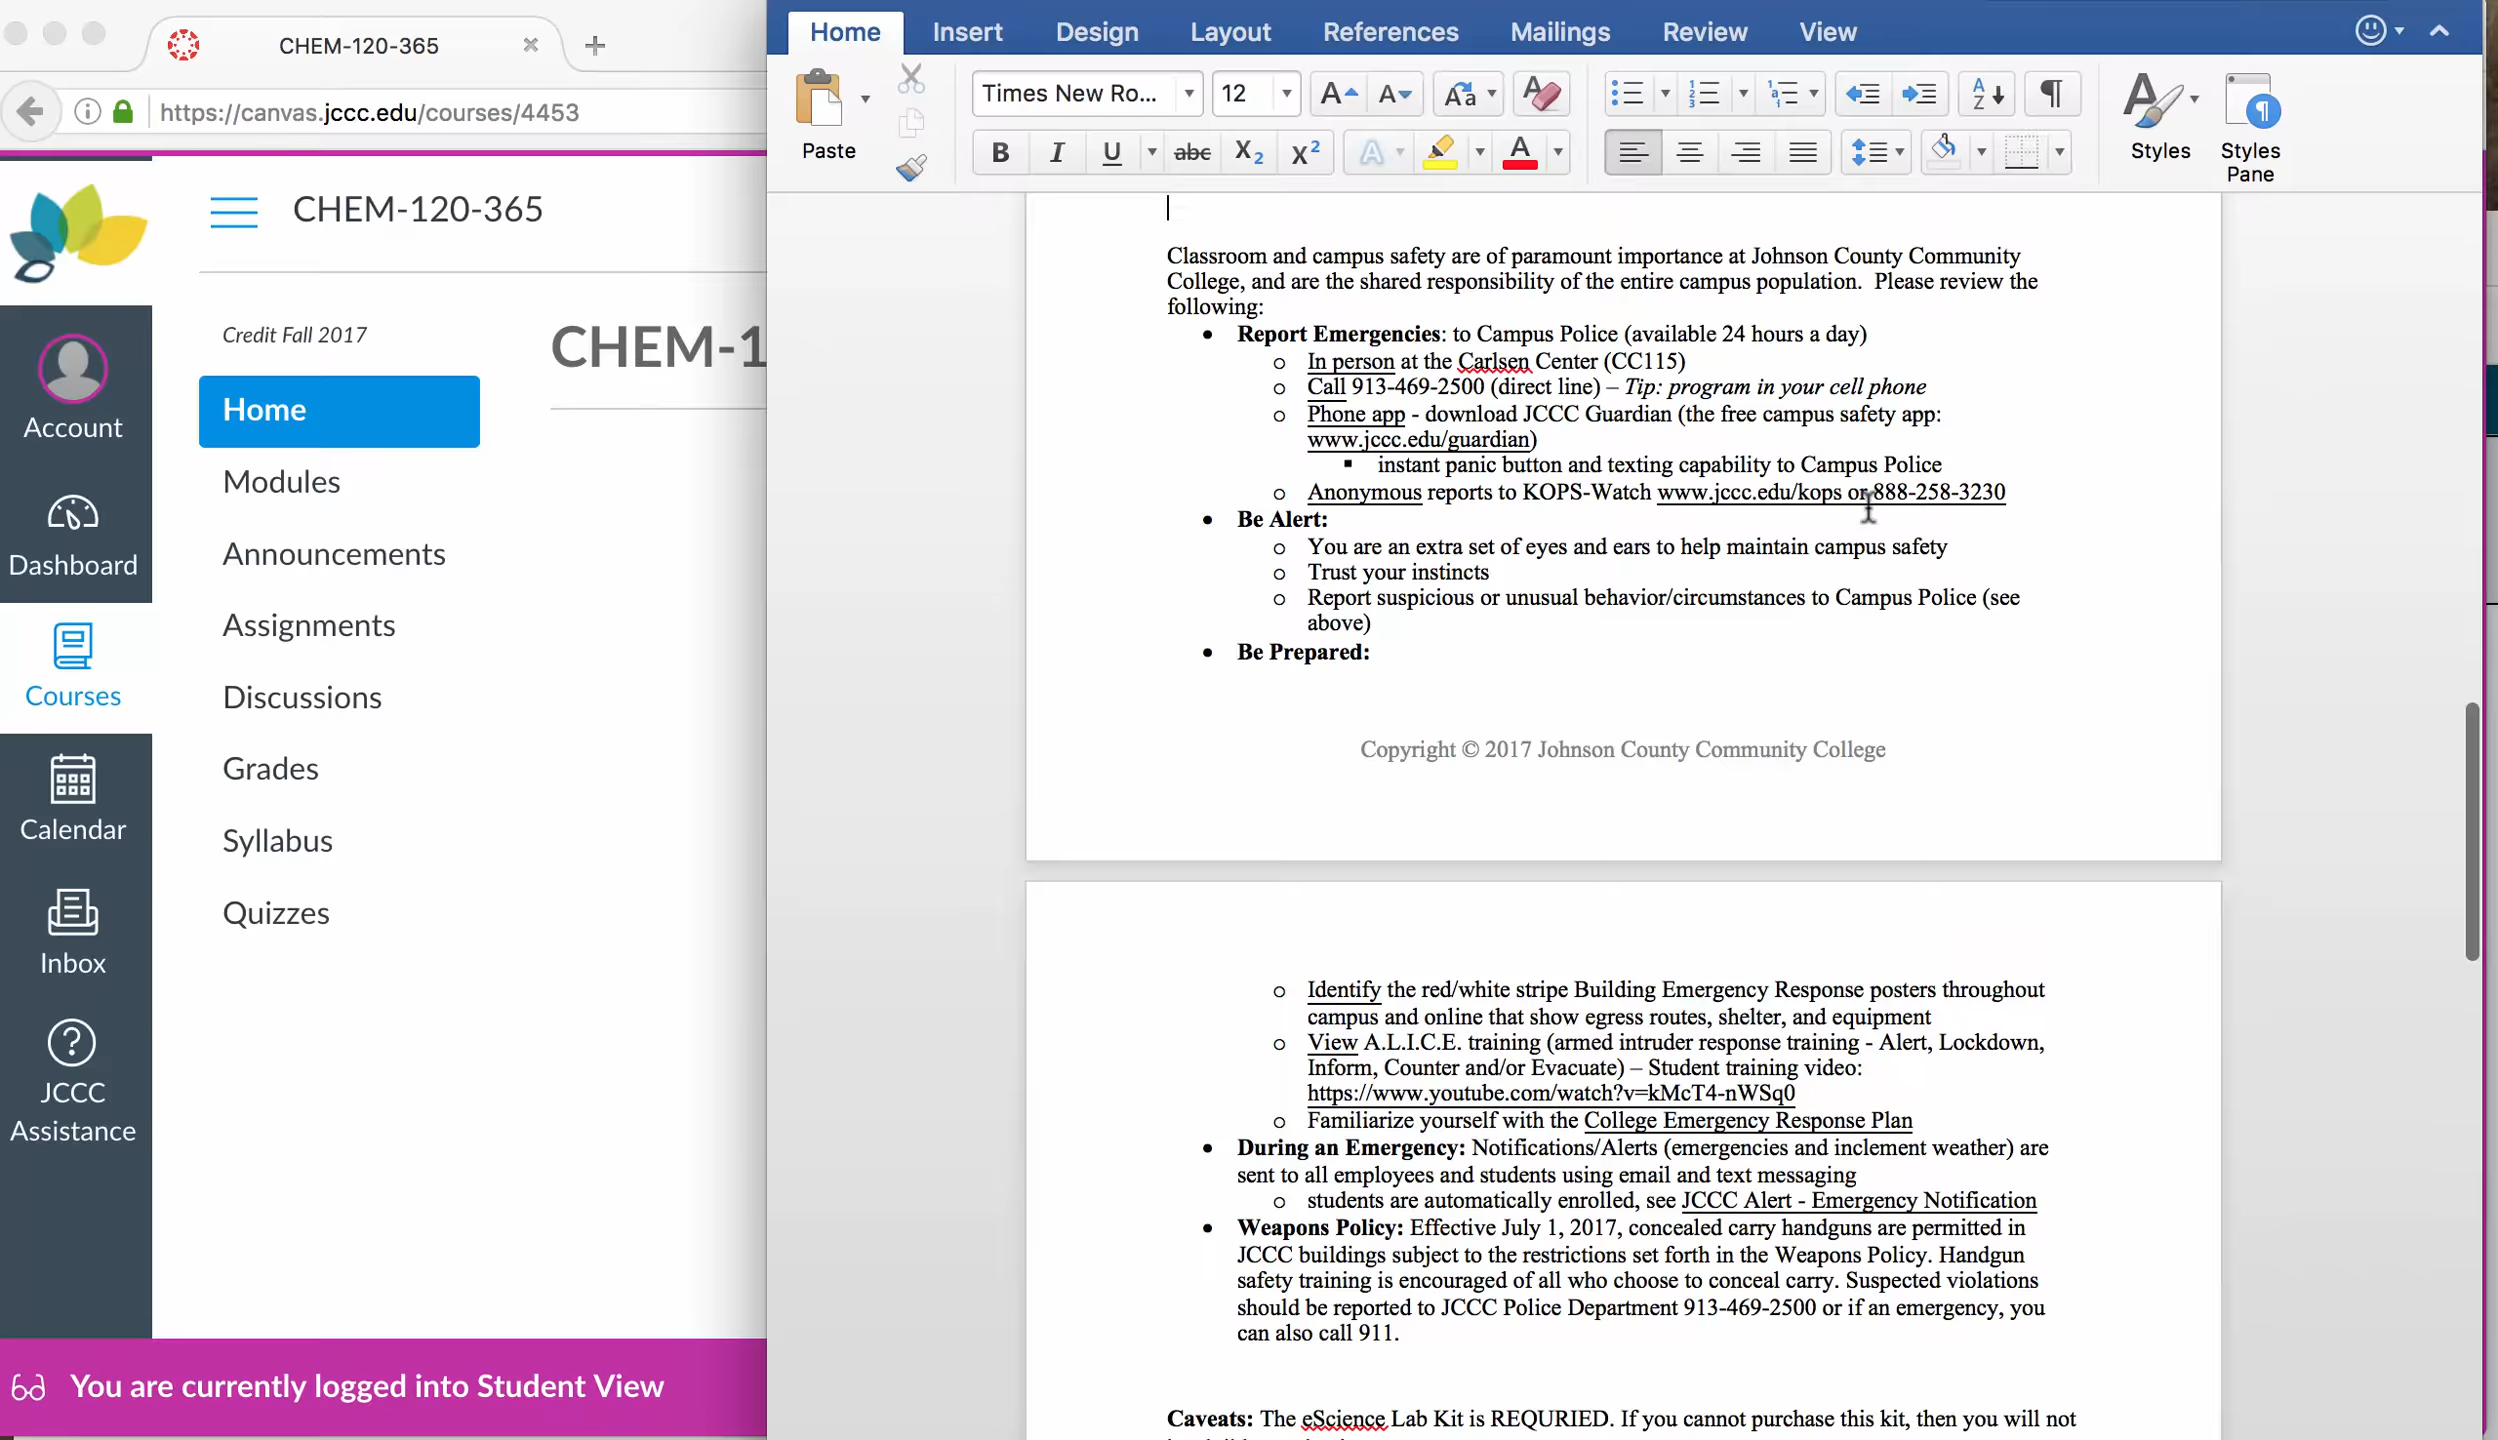 CHEM-120-365
https://canvas.jccc.edu/courses/4453
CHEM-120-365
Credit Fall 2017
CHEM-1
Home
Modules
Announcements
Assignments
Discussions
Grades
Syllabus
Quizzes
Account
Dashboard
Courses
Calendar
Inbox
JCCC
Assistance
You are currently logged into Student View
Home Insert Design Layout References Mailings Review View
Paste
Times New Ro... 12
B I U abc X2 X2
Styles
Styles
Pane
Classroom and campus safety are of paramount importance at Johnson County Community
College, and are the shared responsibility of the entire campus population.  Please review the
following:
• Report Emergencies: to Campus Police (available 24 hours a day)
o In person at the Carlsen Center (CC115)
o Call 913-469-2500 (direct line) – Tip: program in your cell phone
o Phone app - download JCCC Guardian (the free campus safety app:
www.jccc.edu/guardian)
▪ instant panic button and texting capability to Campus Police
o Anonymous reports to KOPS-Watch www.jccc.edu/kops or 888-258-3230
• Be Alert:
o You are an extra set of eyes and ears to help maintain campus safety
o Trust your instincts
o Report suspicious or unusual behavior/circumstances to Campus Police (see
above)
• Be Prepared:
Copyright © 2017 Johnson County Community College
o Identify the red/white stripe Building Emergency Response posters throughout
campus and online that show egress routes, shelter, and equipment
o View A.L.I.C.E. training (armed intruder response training - Alert, Lockdown,
Inform, Counter and/or Evacuate) – Student training video:
https://www.youtube.com/watch?v=kMcT4-nWSq0
o Familiarize yourself with the College Emergency Response Plan
• During an Emergency: Notifications/Alerts (emergencies and inclement weather) are
sent to all employees and students using email and text messaging
o students are automatically enrolled, see JCCC Alert - Emergency Notification
• Weapons Policy: Effective July 1, 2017, concealed carry handguns are permitted in
JCCC buildings subject to the restrictions set forth in the Weapons Policy. Handgun
safety training is encouraged of all who choose to conceal carry. Suspected violations
should be reported to JCCC Police Department 913-469-2500 or if an emergency, you
can also call 911.
Caveats: The eScience Lab Kit is REQURIED. If you cannot purchase this kit, then you will not